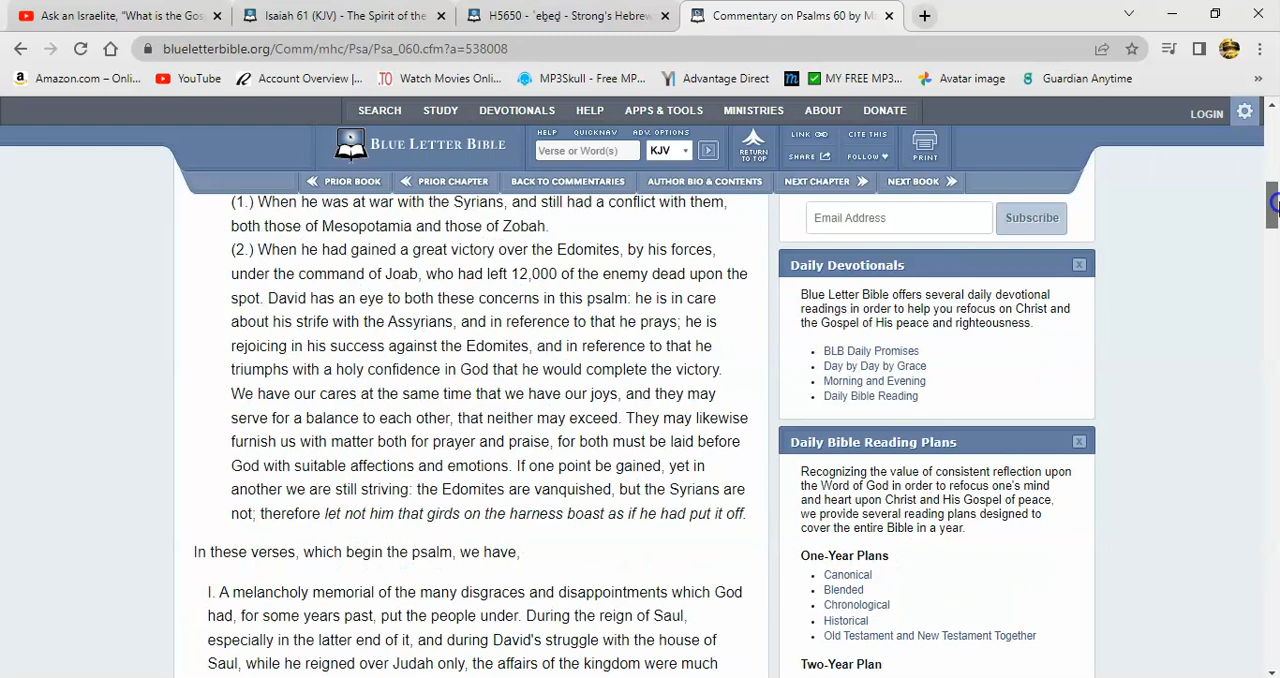 Ask an Israelite, "What is the Gos
Isaiah 61 (KJV) - The Spirit of the
H5650 - 'eḇeḏ - Strong's Hebrew
Commentary on Psalms 60 by Ma
blueletterbible.org/Comm/mhc/Psa/Psa_060.cfm?a=538008
Amazon.com – Onli...
YouTube
Account Overview |...
Watch Movies Onli...
MP3Skull - Free MP...
Advantage Direct
MY FREE MP3...
Avatar image
Guardian Anytime
SEARCH STUDY DEVOTIONALS HELP APPS & TOOLS MINISTRIES ABOUT DONATE
LOGIN
BLUE LETTER BIBLE
HELP QUICKNAV ADV. OPTIONS
Verse or Word(s) KJV
RETURN TO TOP
LINK CITE THIS
SHARE FOLLOW
PRINT
PRIOR BOOK PRIOR CHAPTER BACK TO COMMENTARIES AUTHOR BIO & CONTENTS NEXT CHAPTER NEXT BOOK
(1.) When he was at war with the Syrians, and still had a conflict with them,
both those of Mesopotamia and those of Zobah.
(2.) When he had gained a great victory over the Edomites, by his forces,
under the command of Joab, who had left 12,000 of the enemy dead upon the
spot. David has an eye to both these concerns in this psalm: he is in care
about his strife with the Assyrians, and in reference to that he prays; he is
rejoicing in his success against the Edomites, and in reference to that he
triumphs with a holy confidence in God that he would complete the victory.
We have our cares at the same time that we have our joys, and they may
serve for a balance to each other, that neither may exceed. They may likewise
furnish us with matter both for prayer and praise, for both must be laid before
God with suitable affections and emotions. If one point be gained, yet in
another we are still striving: the Edomites are vanquished, but the Syrians are
not; therefore let not him that girds on the harness boast as if he had put it off.
In these verses, which begin the psalm, we have,
I. A melancholy memorial of the many disgraces and disappointments which God
had, for some years past, put the people under. During the reign of Saul,
especially in the latter end of it, and during David's struggle with the house of
Saul, while he reigned over Judah only, the affairs of the kingdom were much
Email Address Subscribe
Daily Devotionals
Blue Letter Bible offers several daily devotional
readings in order to help you refocus on Christ and
the Gospel of His peace and righteousness.
BLB Daily Promises
Day by Day by Grace
Morning and Evening
Daily Bible Reading
Daily Bible Reading Plans
Recognizing the value of consistent reflection upon
the Word of God in order to refocus one's mind
and heart upon Christ and His Gospel of peace,
we provide several reading plans designed to
cover the entire Bible in a year.
One-Year Plans
Canonical
Blended
Chronological
Historical
Old Testament and New Testament Together
Two-Year Plan